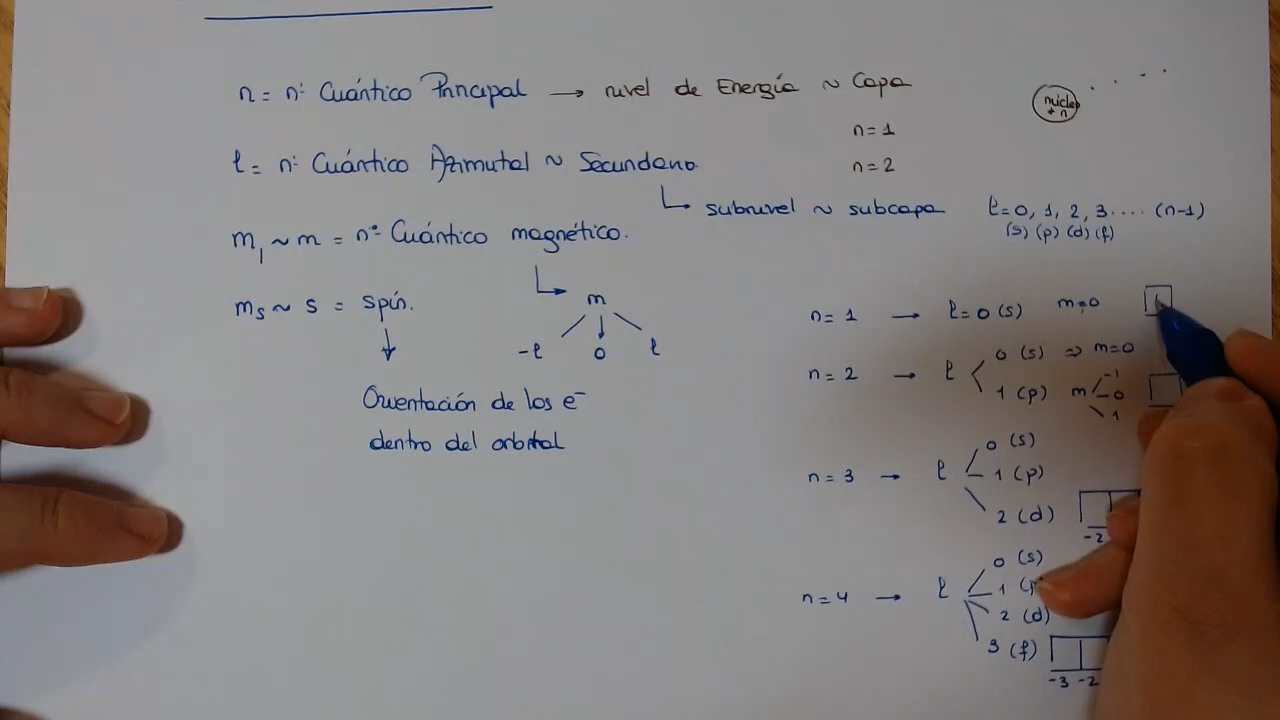 n = nº Cuántico Principal → nivel de Energía ~ Capa
núcleo
+ n
n=1
n=2
l = nº Cuántico Azimutal ~ Secundario.
subnivel ~ subcapa l=0, 1, 2, 3.... (n-1)
(s) (p) (d) (f)
ml ~ m = nº Cuántico magnético.
m
-l 0 l
ms ~ s = spín.
Orientación de los e-
dentro del orbital
n=1 → l=0 (s) m=0
n=2 → l 0 (s) ⇒ m=0
1 (p) m -1 0 1
n=3 → l 0 (s)
1 (p)
2 (d)
-2
n=4 → l 0 (s)
1 (p
2 (d)
3 (f)
-3 -2